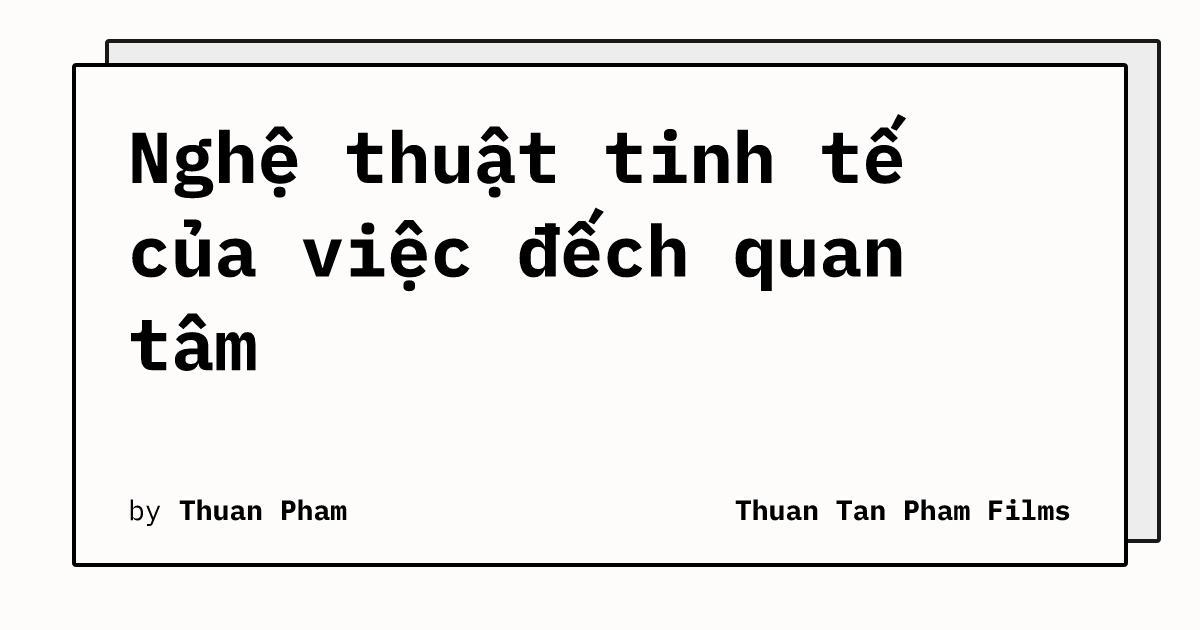 Nghệ thuật tinh tế
của việc đếch quan
tâm
by Thuan Pham
Thuan Tan Pham Films